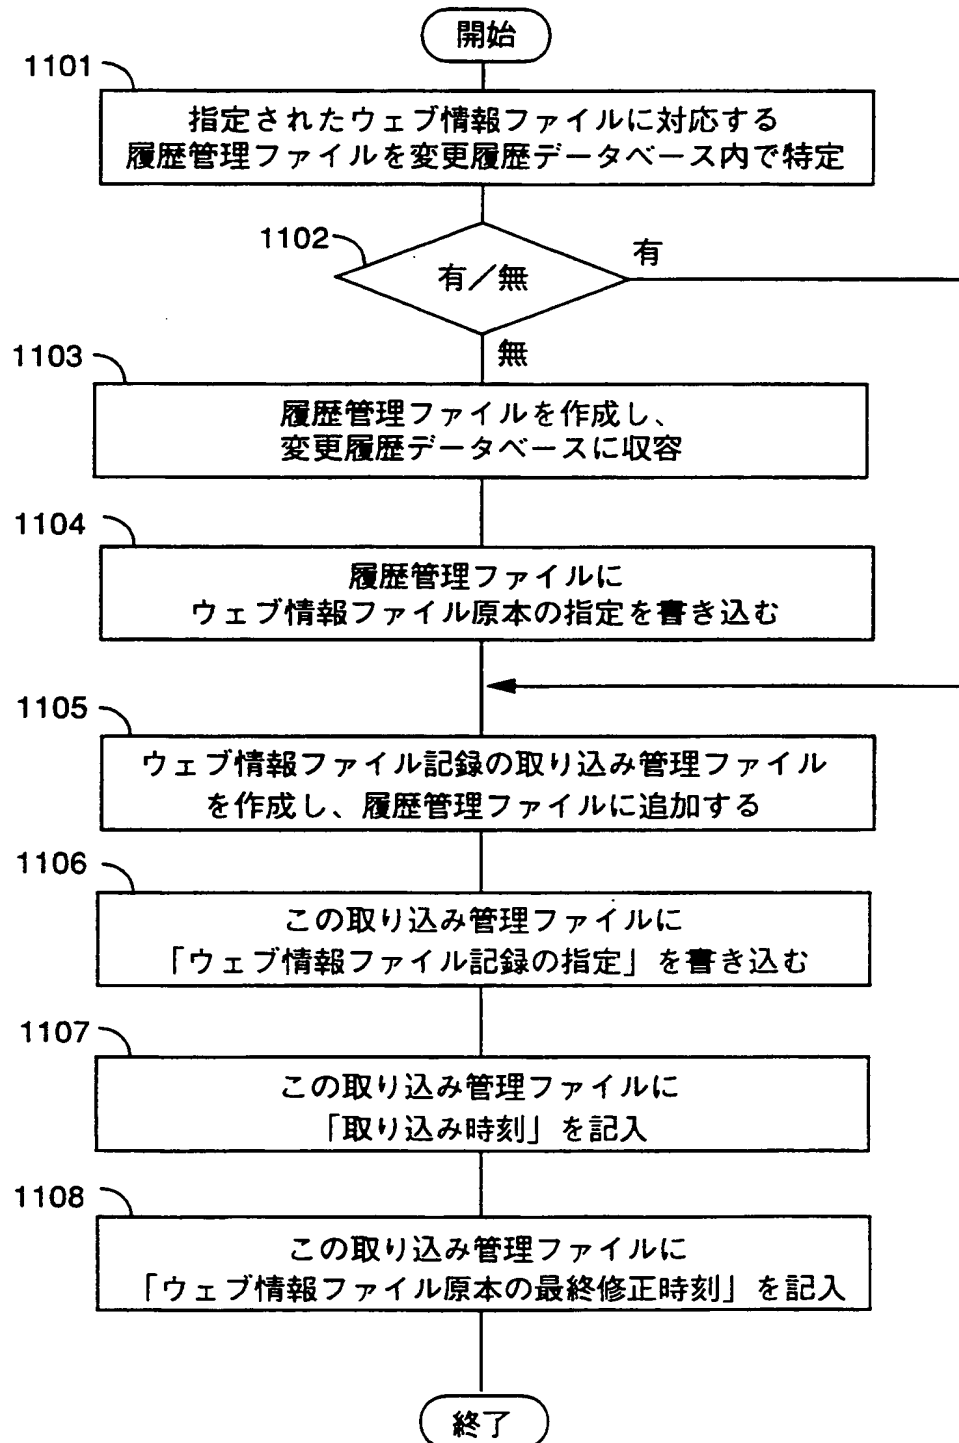 開始
1101
指定されたウェブ情報ファイルに対応する
履歴管理ファイルを変更履歴データベース内で特定
1102
有/無
有
無
1103
履歴管理ファイルを作成し、
変更履歴データベースに収容
1104
履歴管理ファイルに
ウェブ情報ファイル原本の指定を書き込む
1105
ウェブ情報ファイル記録の取り込み管理ファイル
を作成し、履歴管理ファイルに追加する
1106
この取り込み管理ファイルに
「ウェブ情報ファイル記録の指定」を書き込む
1107
この取り込み管理ファイルに
「取り込み時刻」を記入
1108
この取り込み管理ファイルに
「ウェブ情報ファイル原本の最終修正時刻」を記入
終了